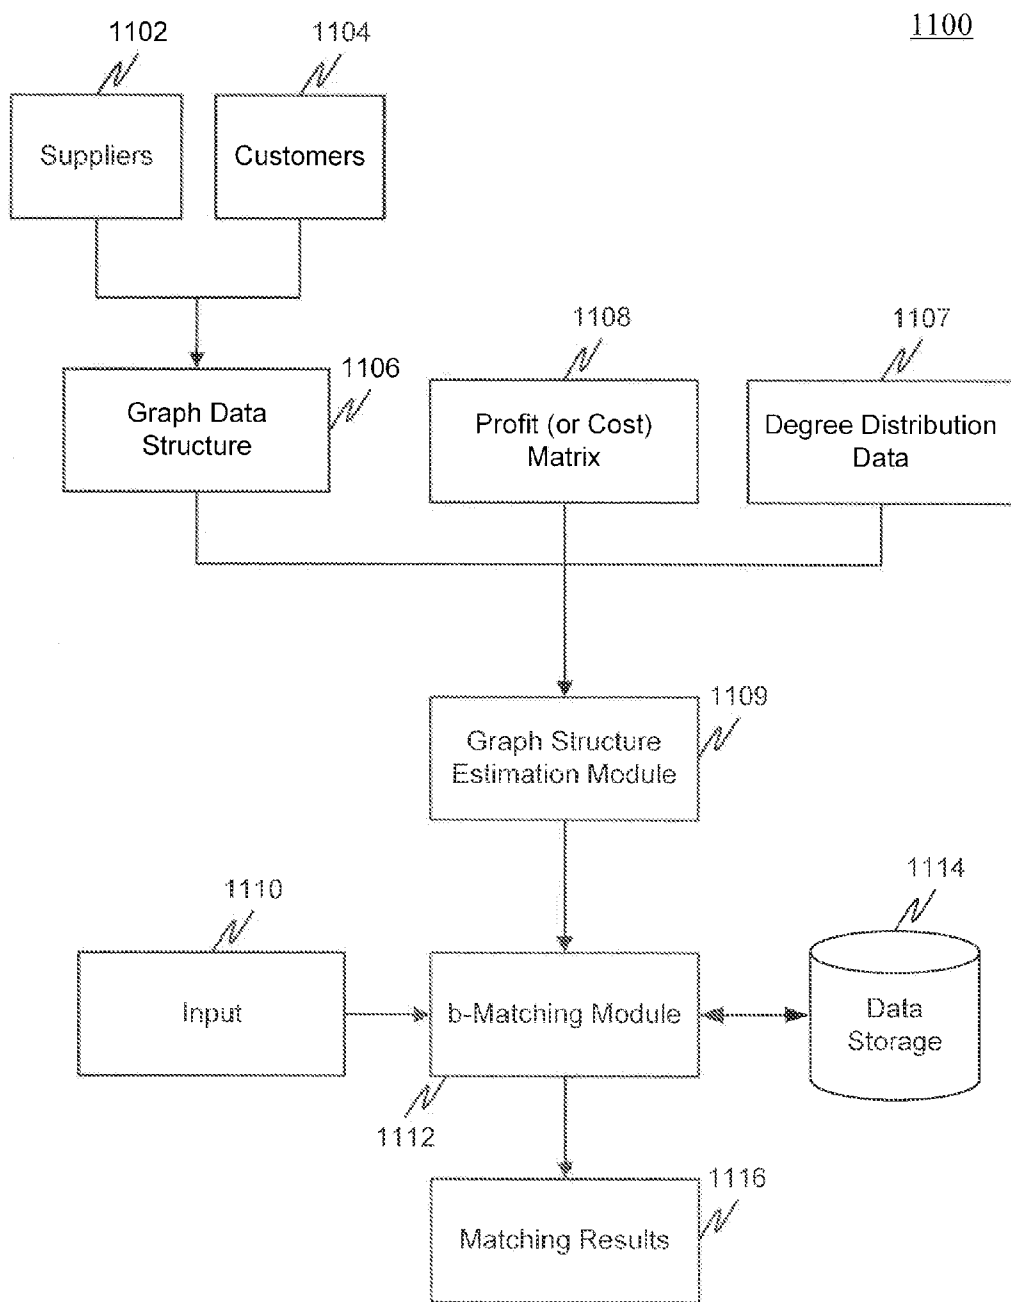 1100
1102
1104
Suppliers
Customers
1106
1108
1107
Graph Data
Structure
Profit (or Cost)
Matrix
Degree Distribution
Data
1109
Graph Structure
Estimation Module
1110
1114
Input
b-Matching Module
Data
Storage
1112
1116
Matching Results